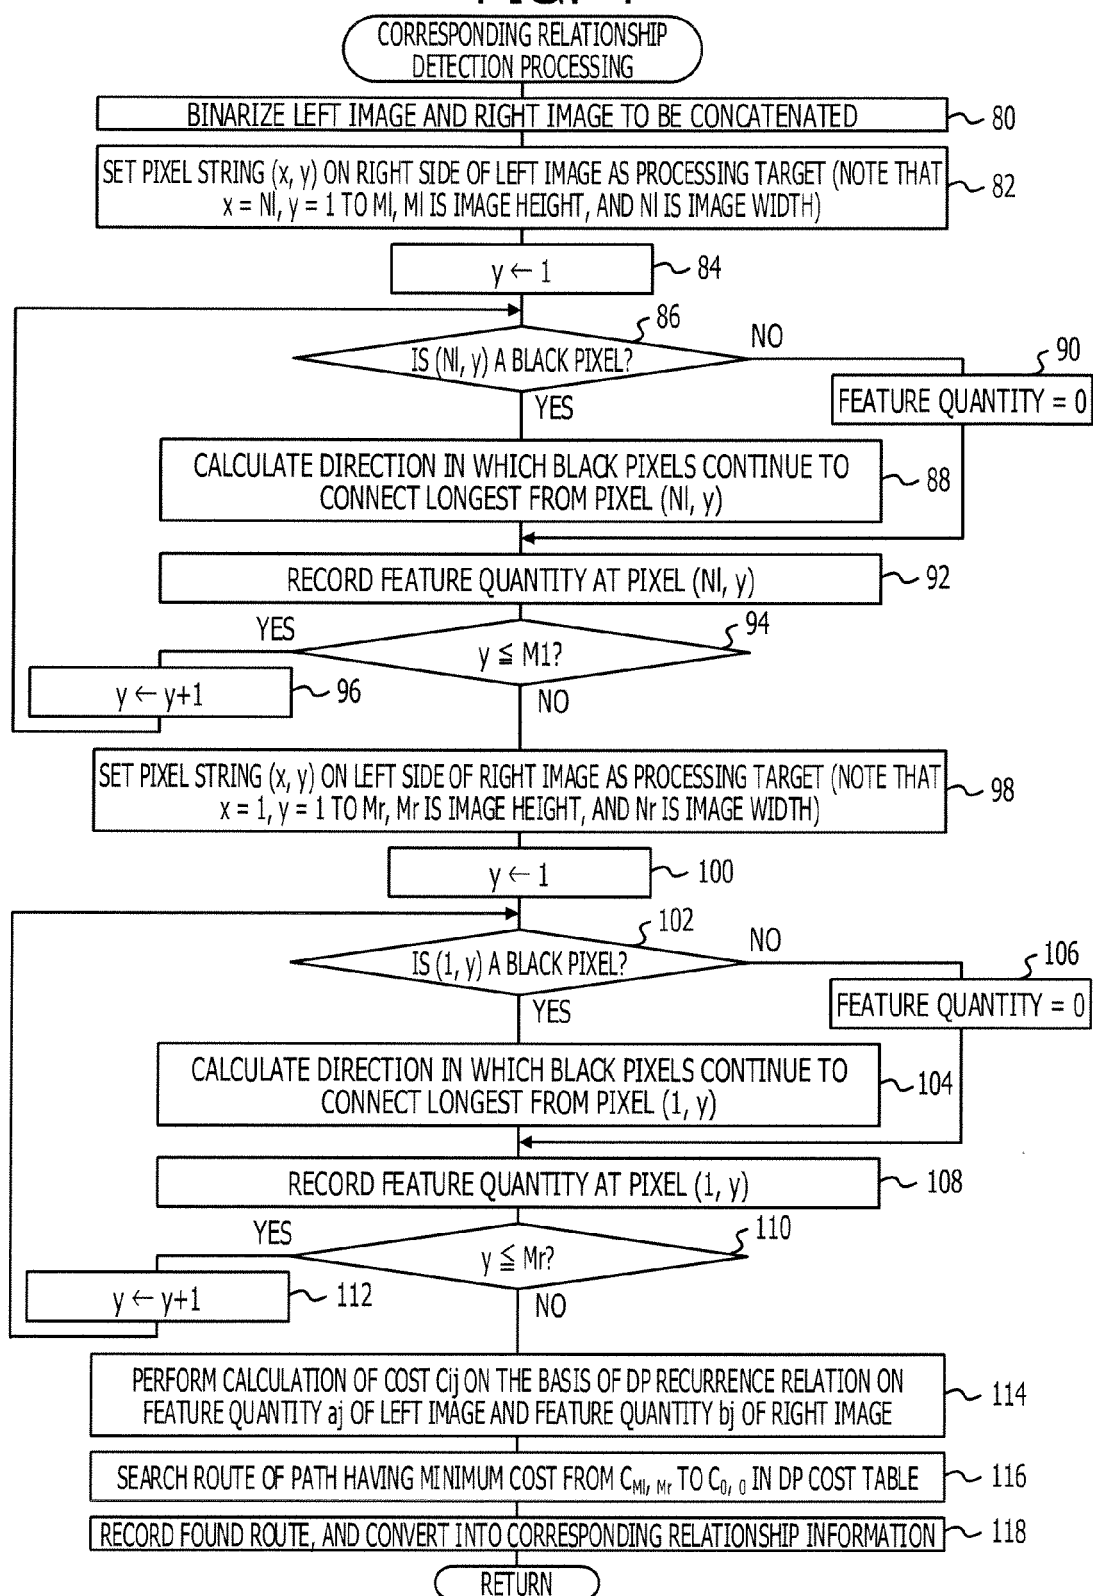 CORRESPONDING RELATIONSHIP
DETECTION PROCESSING
BINARIZE LEFT IMAGE AND RIGHT IMAGE TO BE CONCATENATED
80
SET PIXEL STRING (x, y) ON RIGHT SIDE OF LEFT IMAGE AS PROCESSING TARGET (NOTE THAT
x = Nl, y = 1 TO Ml, Ml IS IMAGE HEIGHT, AND Nl IS IMAGE WIDTH)
82
y ← 1
84
86
IS (Nl, y) A BLACK PIXEL?
NO
90
YES
FEATURE QUANTITY = 0
CALCULATE DIRECTION IN WHICH BLACK PIXELS CONTINUE TO
CONNECT LONGEST FROM PIXEL (Nl, y)
88
RECORD FEATURE QUANTITY AT PIXEL (Nl, y)
92
YES
94
y ≦ M1?
y ← y+1
96
NO
SET PIXEL STRING (x, y) ON LEFT SIDE OF RIGHT IMAGE AS PROCESSING TARGET (NOTE THAT
x = 1, y = 1 TO Mr, Mr IS IMAGE HEIGHT, AND Nr IS IMAGE WIDTH)
98
y ← 1
100
102
IS (1, y) A BLACK PIXEL?
NO
106
YES
FEATURE QUANTITY = 0
CALCULATE DIRECTION IN WHICH BLACK PIXELS CONTINUE TO
CONNECT LONGEST FROM PIXEL (1, y)
104
RECORD FEATURE QUANTITY AT PIXEL (1, y)
108
YES
110
y ≦ Mr?
y ← y+1
112
NO
PERFORM CALCULATION OF COST Cij ON THE BASIS OF DP RECURRENCE RELATION ON
FEATURE QUANTITY aj OF LEFT IMAGE AND FEATURE QUANTITY bj OF RIGHT IMAGE
114
SEARCH ROUTE OF PATH HAVING MINIMUM COST FROM CMl, Mr TO C0, 0 IN DP COST TABLE
116
RECORD FOUND ROUTE, AND CONVERT INTO CORRESPONDING RELATIONSHIP INFORMATION
118
RETURN